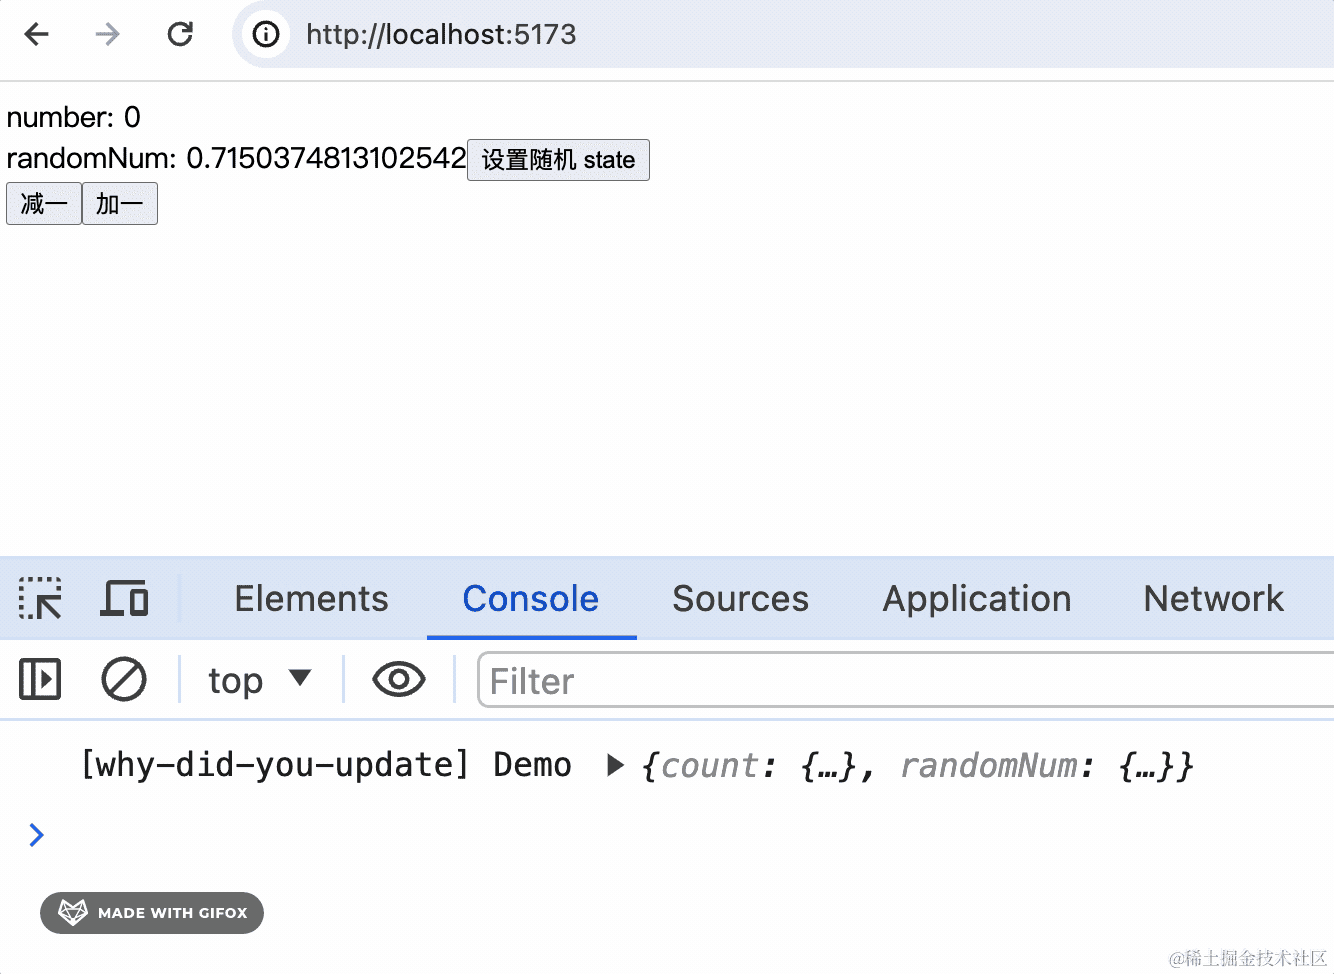 http://localhost:5173
number: 0
randomNum: 0.7150374813102542 设置随机 state
减一 加一
Elements Console Sources Application Network
top Filter
[why-did-you-update] Demo ▶ {count: {…}, randomNum: {…}}
MADE WITH GIFOX
@稀土掘金技术社区